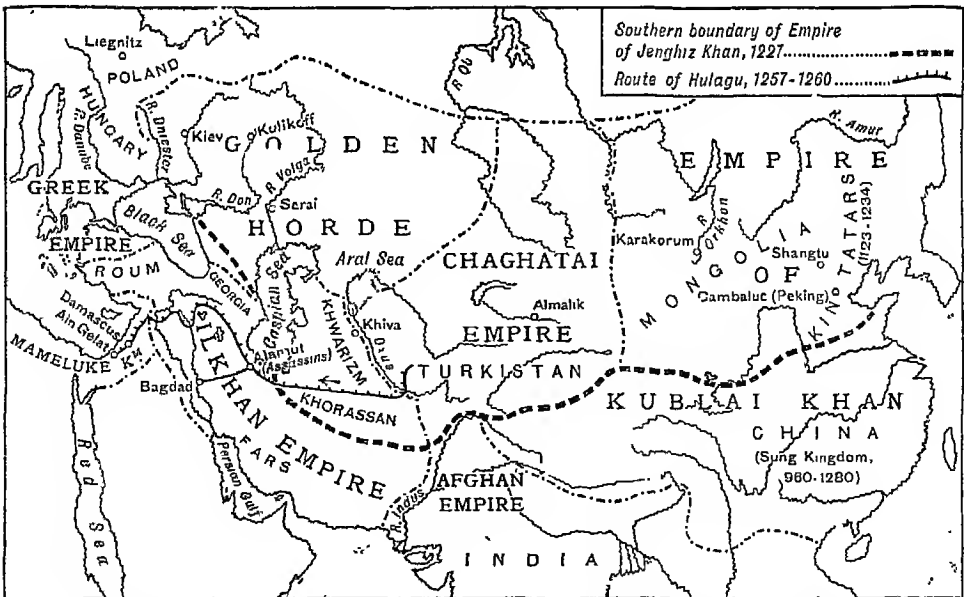 Southern boundary of Empire
of Jenghiz Khan, 1227
Route of Hulagu, 1257-1260
Liegnitz
POLAND
HUNGARY
R. Danube
R. Dniester
Kiev
Kulikoff
R. Ob
GOLDEN
HORDE
R. Volga
R. Don
Serai
GREEK
EMPIRE
Black Sea
ROUM
GEORGIA
Caspian Sea
Aral Sea
KHWARIZM
Khiva
Oxus
CHAGHATAI
EMPIRE
Almalik
TURKISTAN
EMPIRE
OF
KUBLAI KHAN
R. Amur
R. Orkhon
Karakorum
MONGOLIA
Shangtu
Cambaluc (Peking)
KIN TATARS
(1123-1234)
CHINA
(Sung Kingdom,
960-1280)
Damascus
Ain Gelat
MAMELUKE KM
Bagdad
Alamut
(Assassins)
KHORASSAN
ILKHAN EMPIRE
FARS
Persian Gulf
Red Sea
R. Indus
AFGHAN
EMPIRE
INDIA